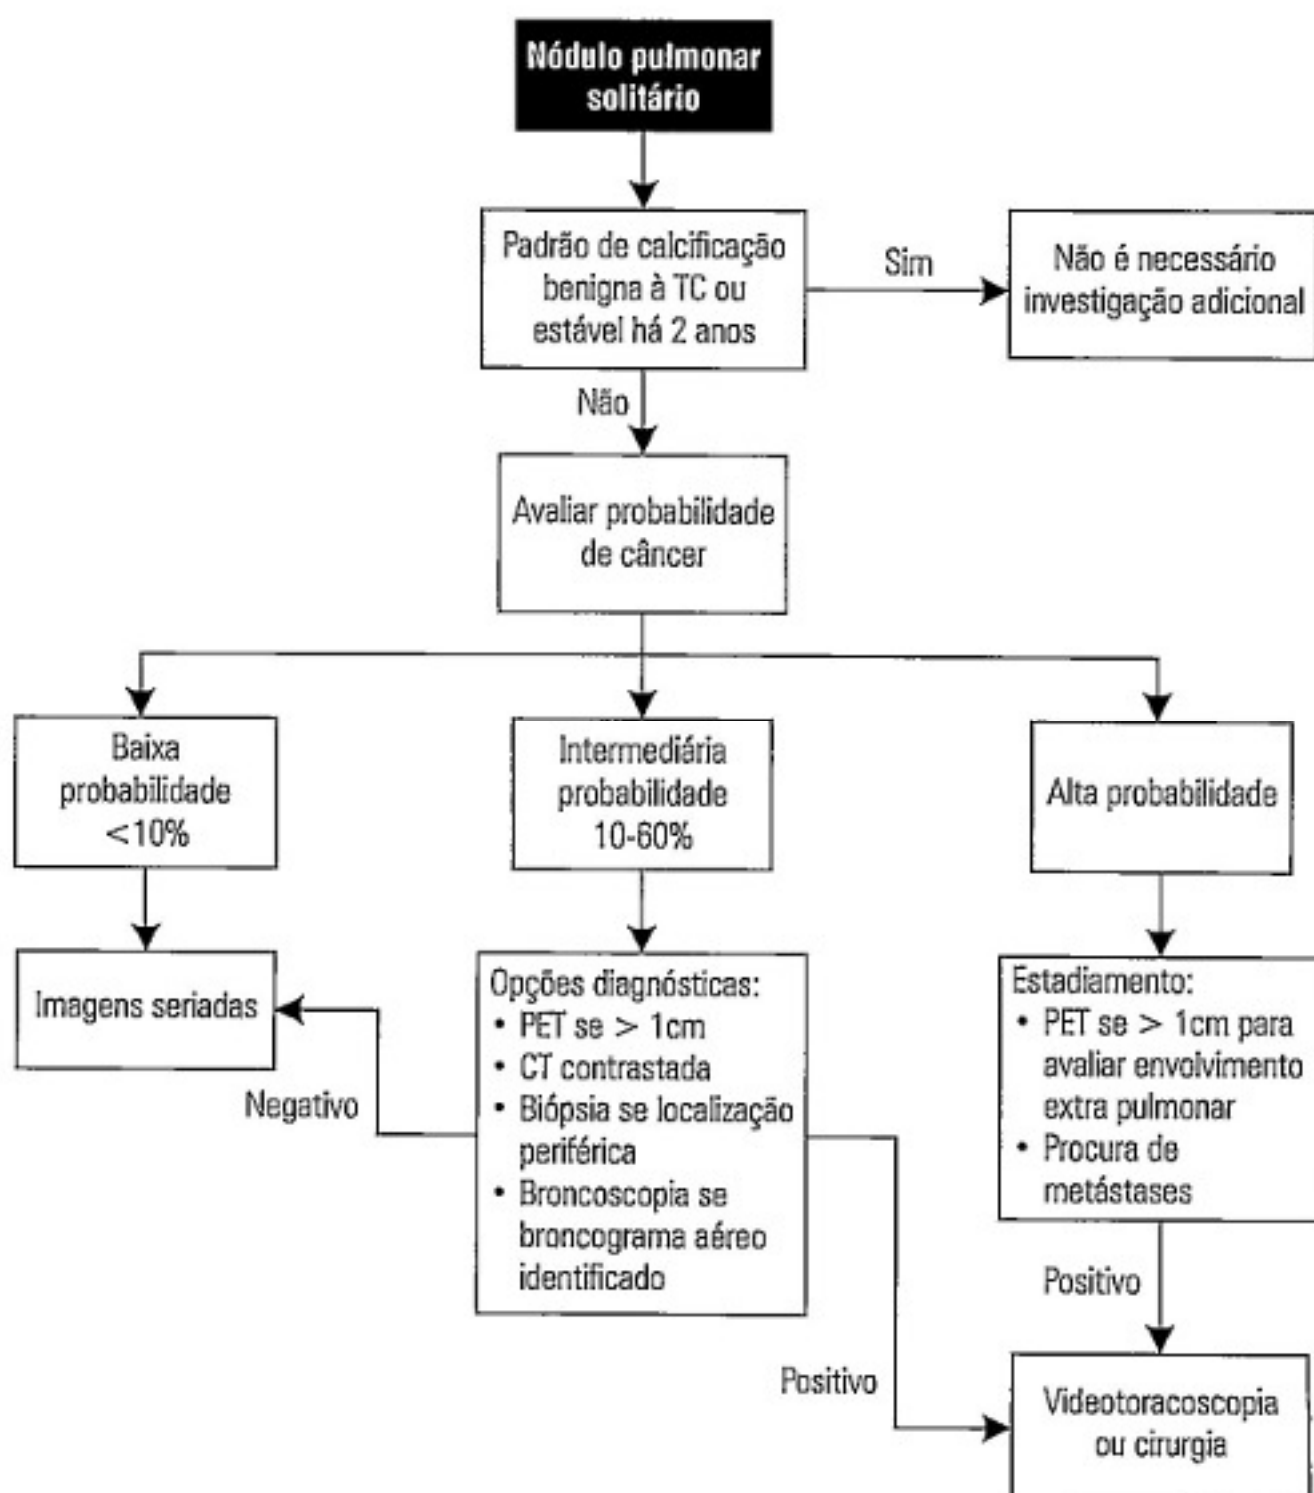 Nódulo pulmonar
solitário
Padrão de calcificação
benigna à TC ou
estável há 2 anos
Sim
Não é necessário
investigação adicional
Não
Avaliar probabilidade
de câncer
Baixa
probabilidade
<10%
Intermediária
probabilidade
10-60%
Alta probabilidade
Imagens seriadas
Opções diagnósticas:
• PET se > 1cm
• CT contrastada
• Biópsia se localização
periférica
• Broncoscopia se
broncograma aéreo
identificado
Estadiamento:
• PET se > 1cm para
avaliar envolvimento
extra pulmonar
• Procura de
metástases
Negativo
Positivo
Positivo
Videotoracoscopia
ou cirurgia